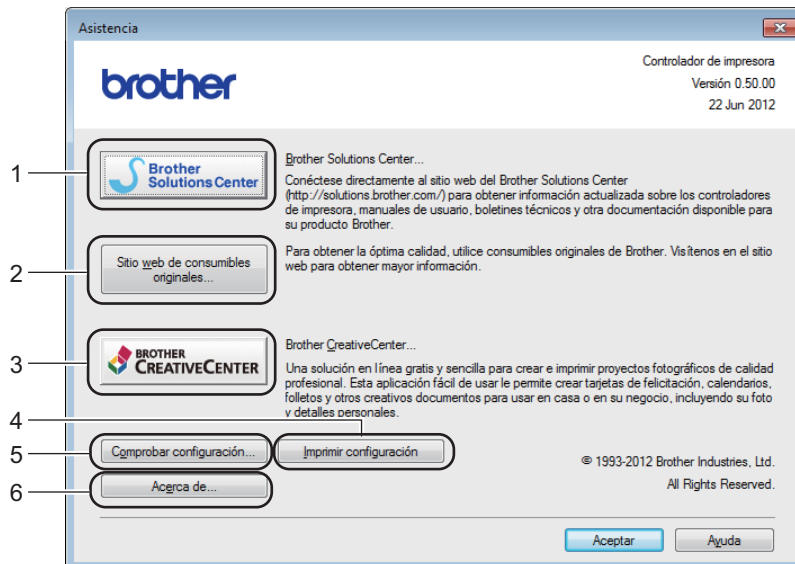 Asistencia
brother
Controlador de impresora
Versión 0.50.00
22 Jun 2012
1
Brother
Solutions Center
Brother Solutions Center...
Conéctese directamente al sitio web del Brother Solutions Center
(http://solutions.brother.com/) para obtener información actualizada sobre los controladores
de impresora, manuales de usuario, boletines técnicos y otra documentación disponible para
su producto Brother.
2
Sitio web de consumibles
originales...
Para obtener la óptima calidad, utilice consumibles originales de Brother. Visítenos en el sitio
web para obtener mayor información.
3
BROTHER
CREATIVECENTER
Brother CreativeCenter...
Una solución en línea gratis y sencilla para crear e imprimir proyectos fotográficos de calidad
profesional. Esta aplicación fácil de usar le permite crear tarjetas de felicitación, calendarios,
folletos y otros creativos documentos para usar en casa o en su negocio, incluyendo su foto
y detalles personales.
4
5
Comprobar configuración...
Imprimir configuración
© 1993-2012 Brother Industries, Ltd.
6
Acerca de...
All Rights Reserved.
Aceptar
Ayuda